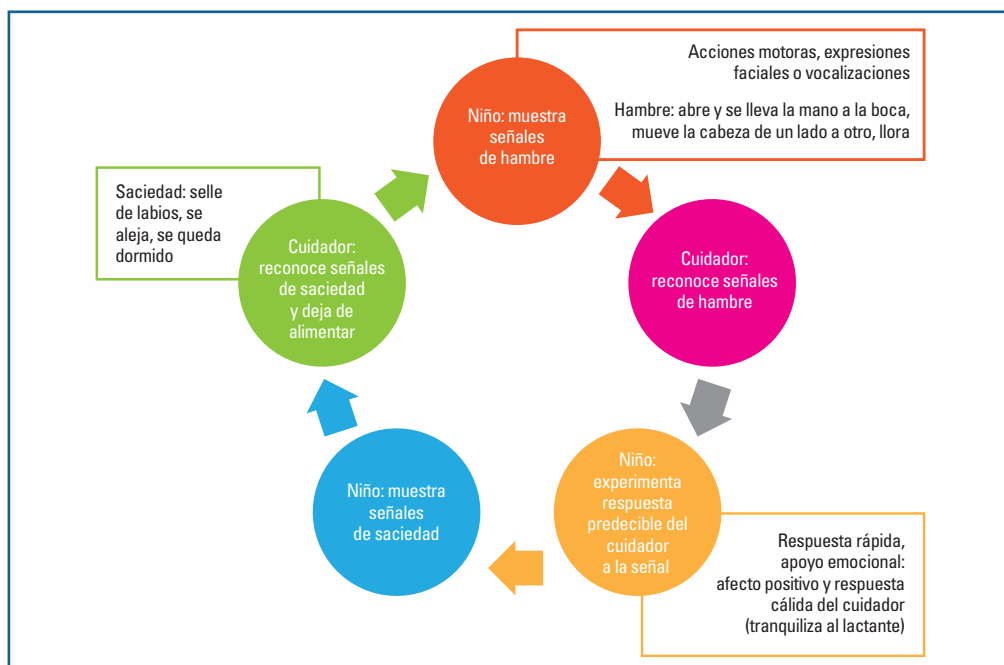 Niño: muestra
señales
de hambre
Acciones motoras, expresiones
faciales o vocalizaciones
Hambre: abre y se lleva la mano a la boca,
mueve la cabeza de un lado a otro, llora
Cuidador:
reconoce señales
de hambre
Niño:
experimenta
respuesta
predecible del
cuidador
a la señal
Respuesta rápida,
apoyo emocional:
afecto positivo y respuesta
cálida del cuidador
(tranquiliza al lactante)
Niño: muestra
señales
de saciedad
Cuidador:
reconoce señales
de saciedad
y deja de
alimentar
Saciedad: selle
de labios, se
aleja, se queda
dormido